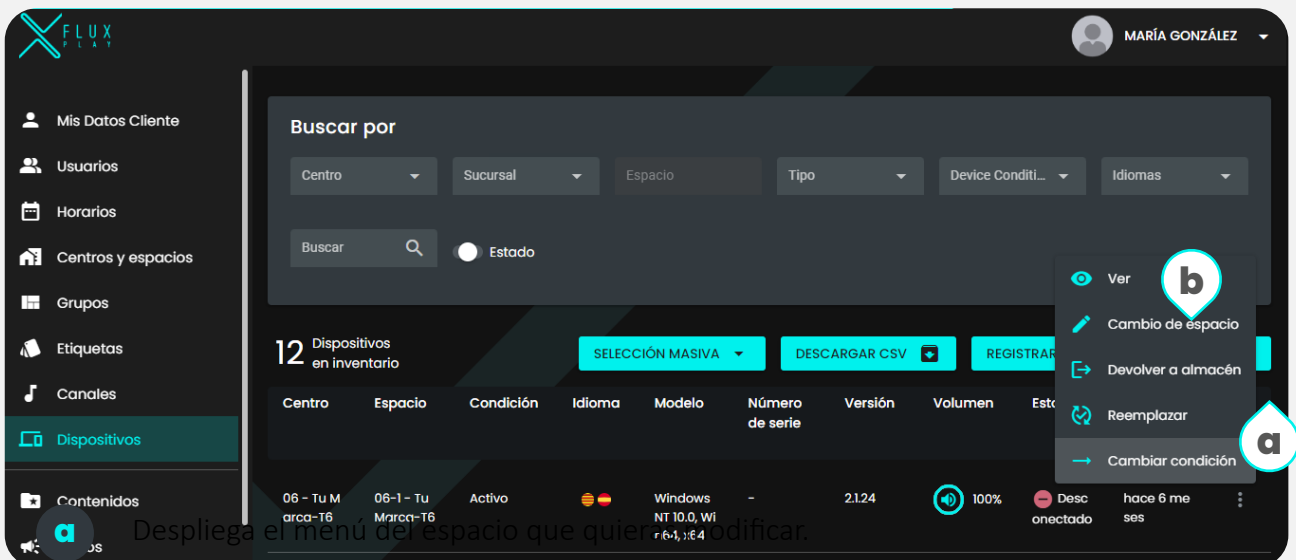 FLUX
PLAY
MARÍA GONZÁLEZ
Mis Datos Cliente
Usuarios
Horarios
Centros y espacios
Grupos
Etiquetas
Canales
Dispositivos
Contenidos
Buscar por
Centro
Sucursal
Espacio
Tipo
Device Conditi...
Idiomas
Buscar
Estado
Ver
b
Cambio de espacio
Devolver a almacén
Reemplazar
Cambiar condición
a
12 Dispositivos
en inventario
SELECCIÓN MASIVA
DESCARGAR CSV
REGISTRAR
Centro Espacio Condición Idioma Modelo Número de serie Versión Volumen
06 - Tu M
arca-T6
06-1 - Tu
Marca-T6
Activo
Windows
NT 10.0, Wi
n64, x64
-
2.1.24
100%
Desc
onectado
hace 6 me
ses
a
Despliega el menú del espacio que quieras modificar.